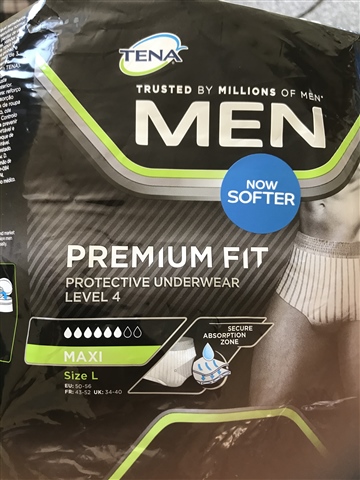 TENA
TRUSTED BY MILLIONS OF MEN*
MEN
NOW
SOFTER
PREMIUM FIT
PROTECTIVE UNDERWEAR
LEVEL 4
SECURE
ABSORPTION
ZONE
MAXI
Size L
EU: 50-56
FR: 43-52 UK: 34-40